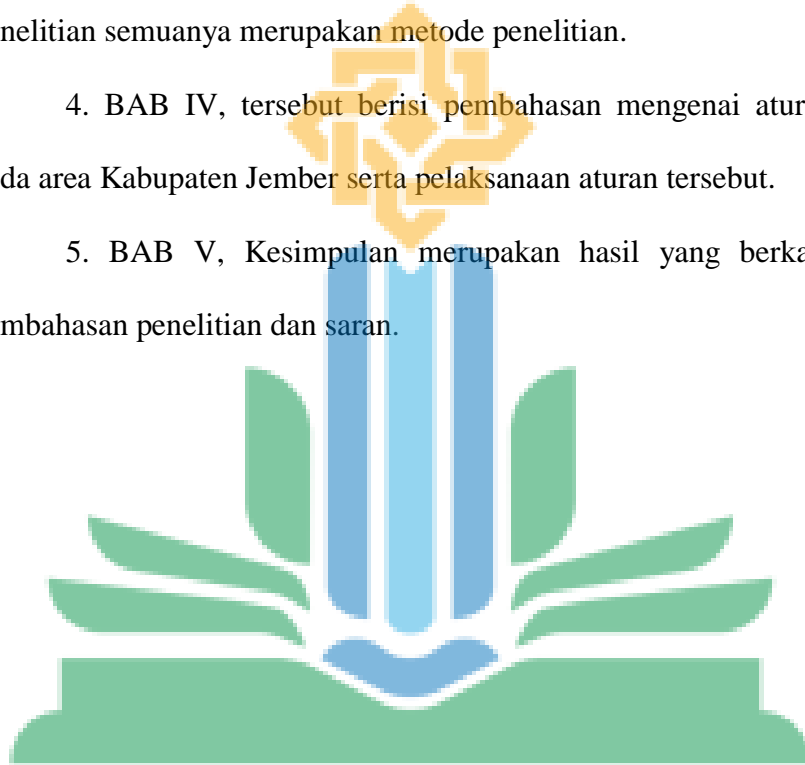 nelitian semuanya merupakan metode penelitian.
4. BAB IV, tersebut berisi pembahasan mengenai atur
da area Kabupaten Jember serta pelaksanaan aturan tersebut.
5. BAB V, Kesimpulan merupakan hasil yang berka
mbahasan penelitian dan saran.